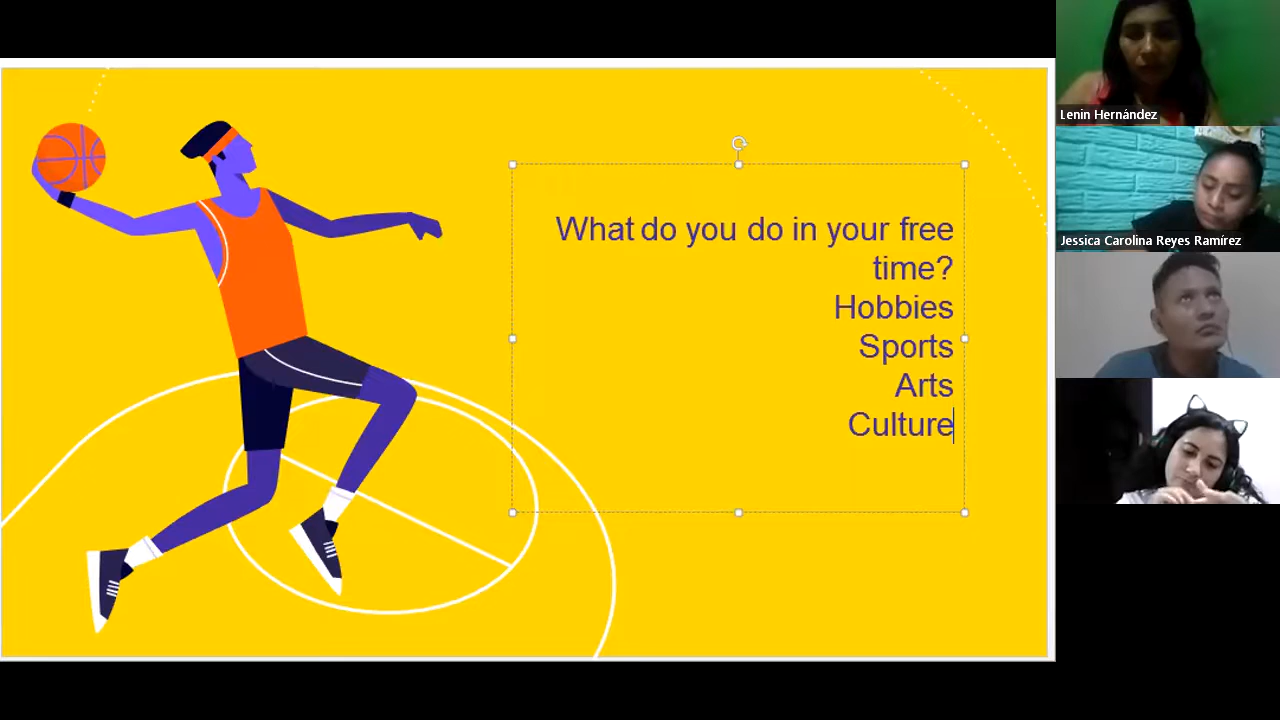 What do you do in your free
time?
Hobbies
Sports
Arts
Culture
Lenin Hernández
Jessica Carolina Reyes Ramírez